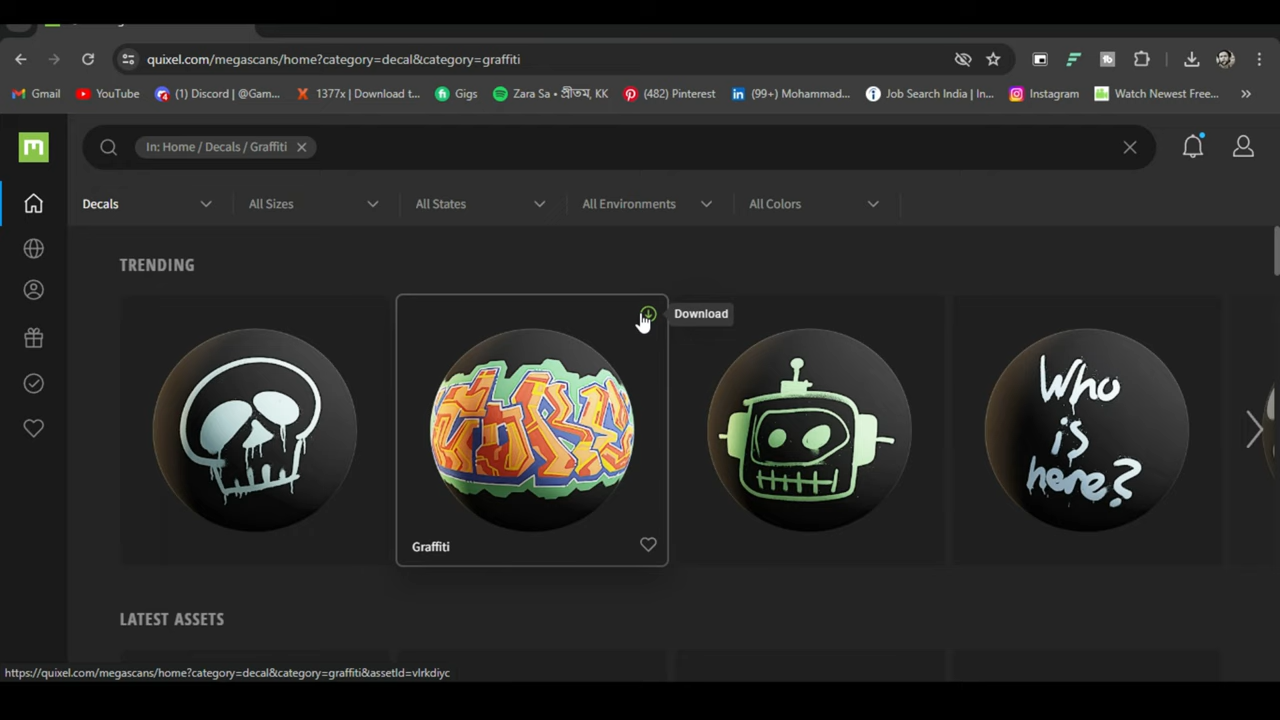 quixel.com/megascans/home?category=decal&category=graffiti
Gmail YouTube (1) Discord | @Gam... 1377x | Download t... Gigs Zara Sa • প্রীতম, KK (482) Pinterest (99+) Mohammad... Job Search India | In... Instagram Watch Newest Free... »
In: Home / Decals / Graffiti
Decals All Sizes All States All Environments All Colors
TRENDING
Download
TORE
Who
is
here?
Graffiti
LATEST ASSETS
https://quixel.com/megascans/home?category=decal&category=graffiti&assetId=vlrkdiyc